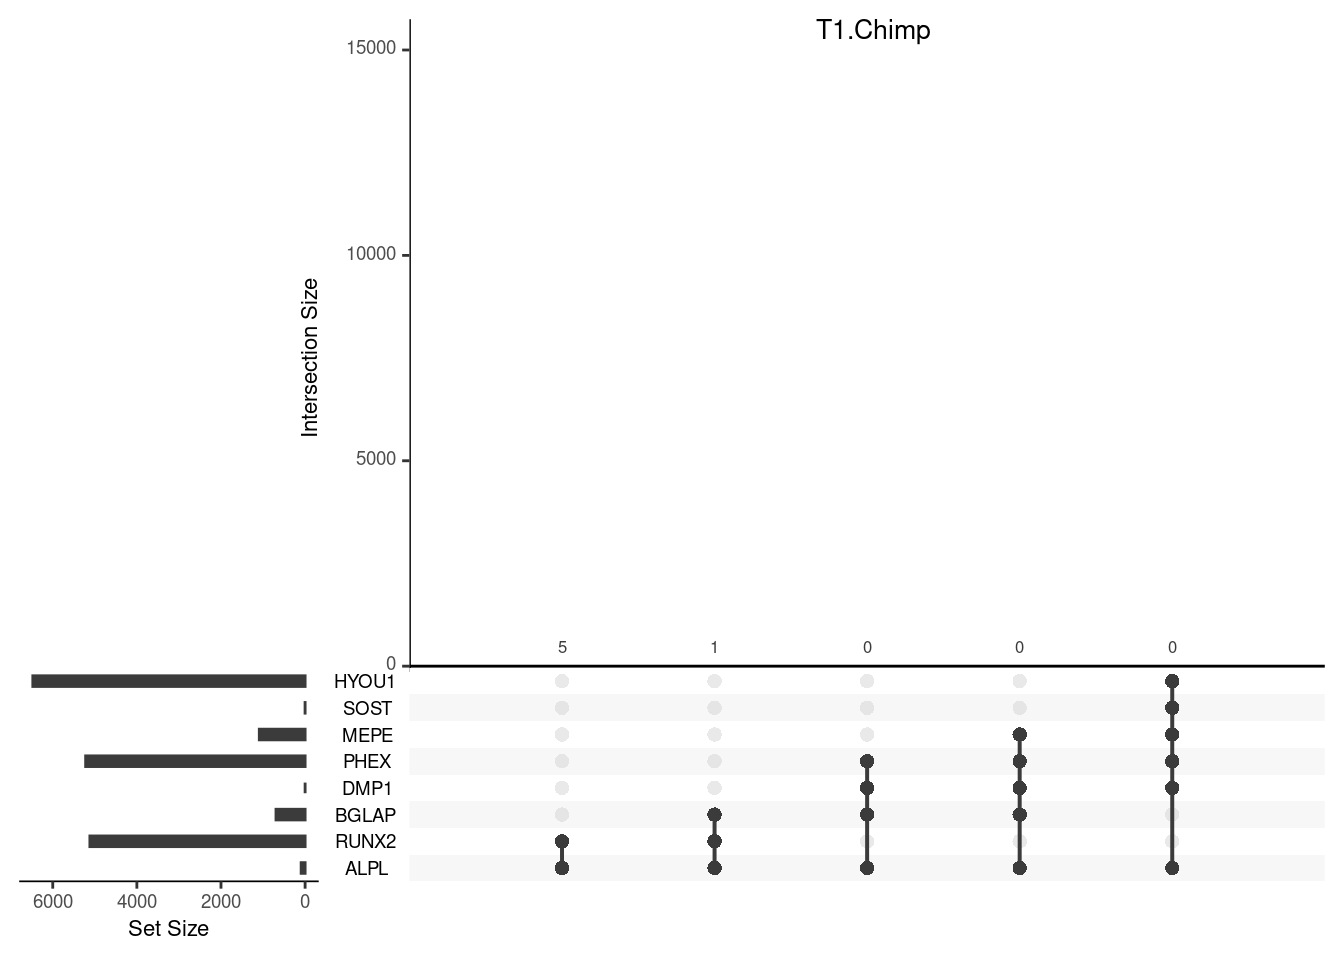 T1.Chimp
15000
10000
5000
0
Intersection Size
5 1 0 0 0
HYOU1
SOST
MEPE
PHEX
DMP1
BGLAP
RUNX2
ALPL
6000 4000 2000 0
Set Size